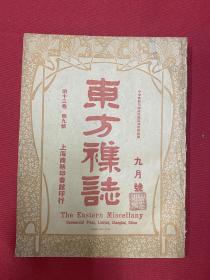 東方雜誌
第十二卷 第九號
九月號
上海商務印書館印行
The Eastern Miscellany
Commercial Press, Limited, Shanghai, China